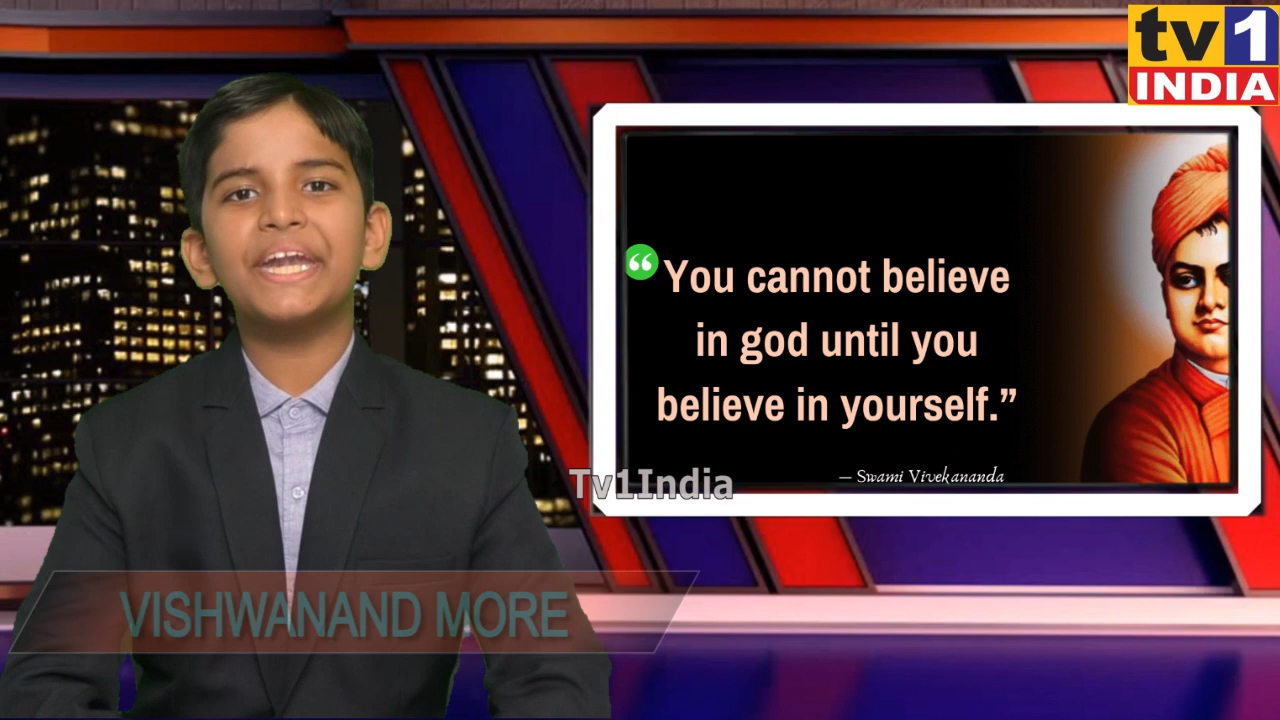 tv1
INDIA
“You cannot believe
in god until you
believe in yourself.”
– Swami Vivekananda
Tv1India
VISHWANAND MORE